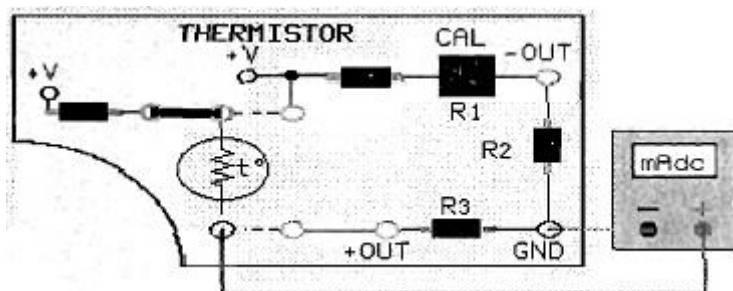 THERMISTOR
+V
CAL
-OUT
+V
R1
R2
mAdc
t°
R3
- +
+OUT
GND